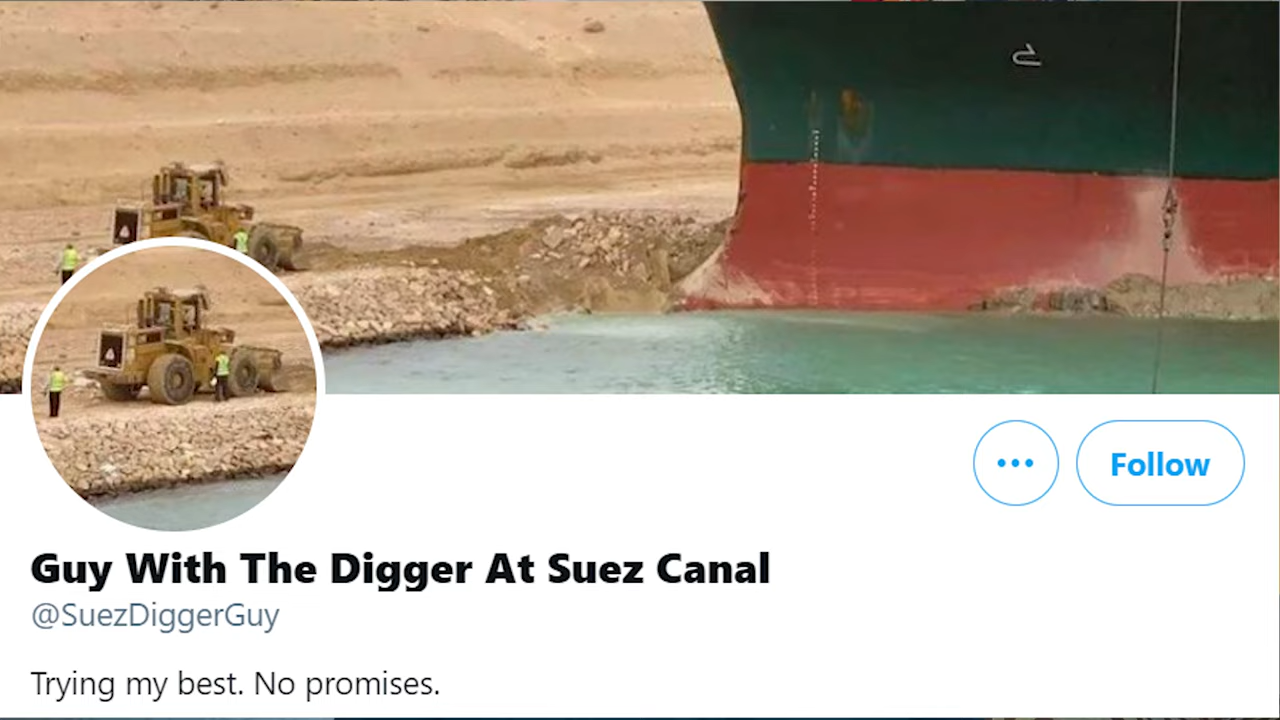 Follow
Guy With The Digger At Suez Canal
@SuezDiggerGuy
Trying my best. No promises.